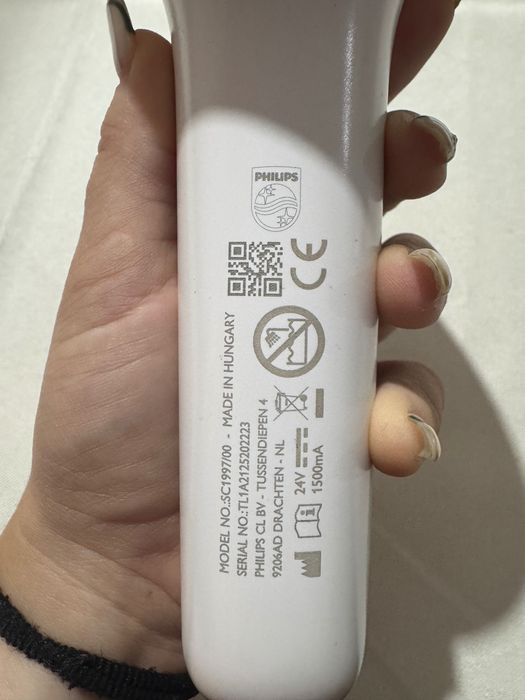 PHILIPS
CE
MODEL NO.:SC1997/00 - MADE IN HUNGARY
SERIAL NO.:TL1A2125202223
PHILIPS CL BV - TUSSENDIEPEN 4
9206AD DRACHTEN - NL
24V
1500mA